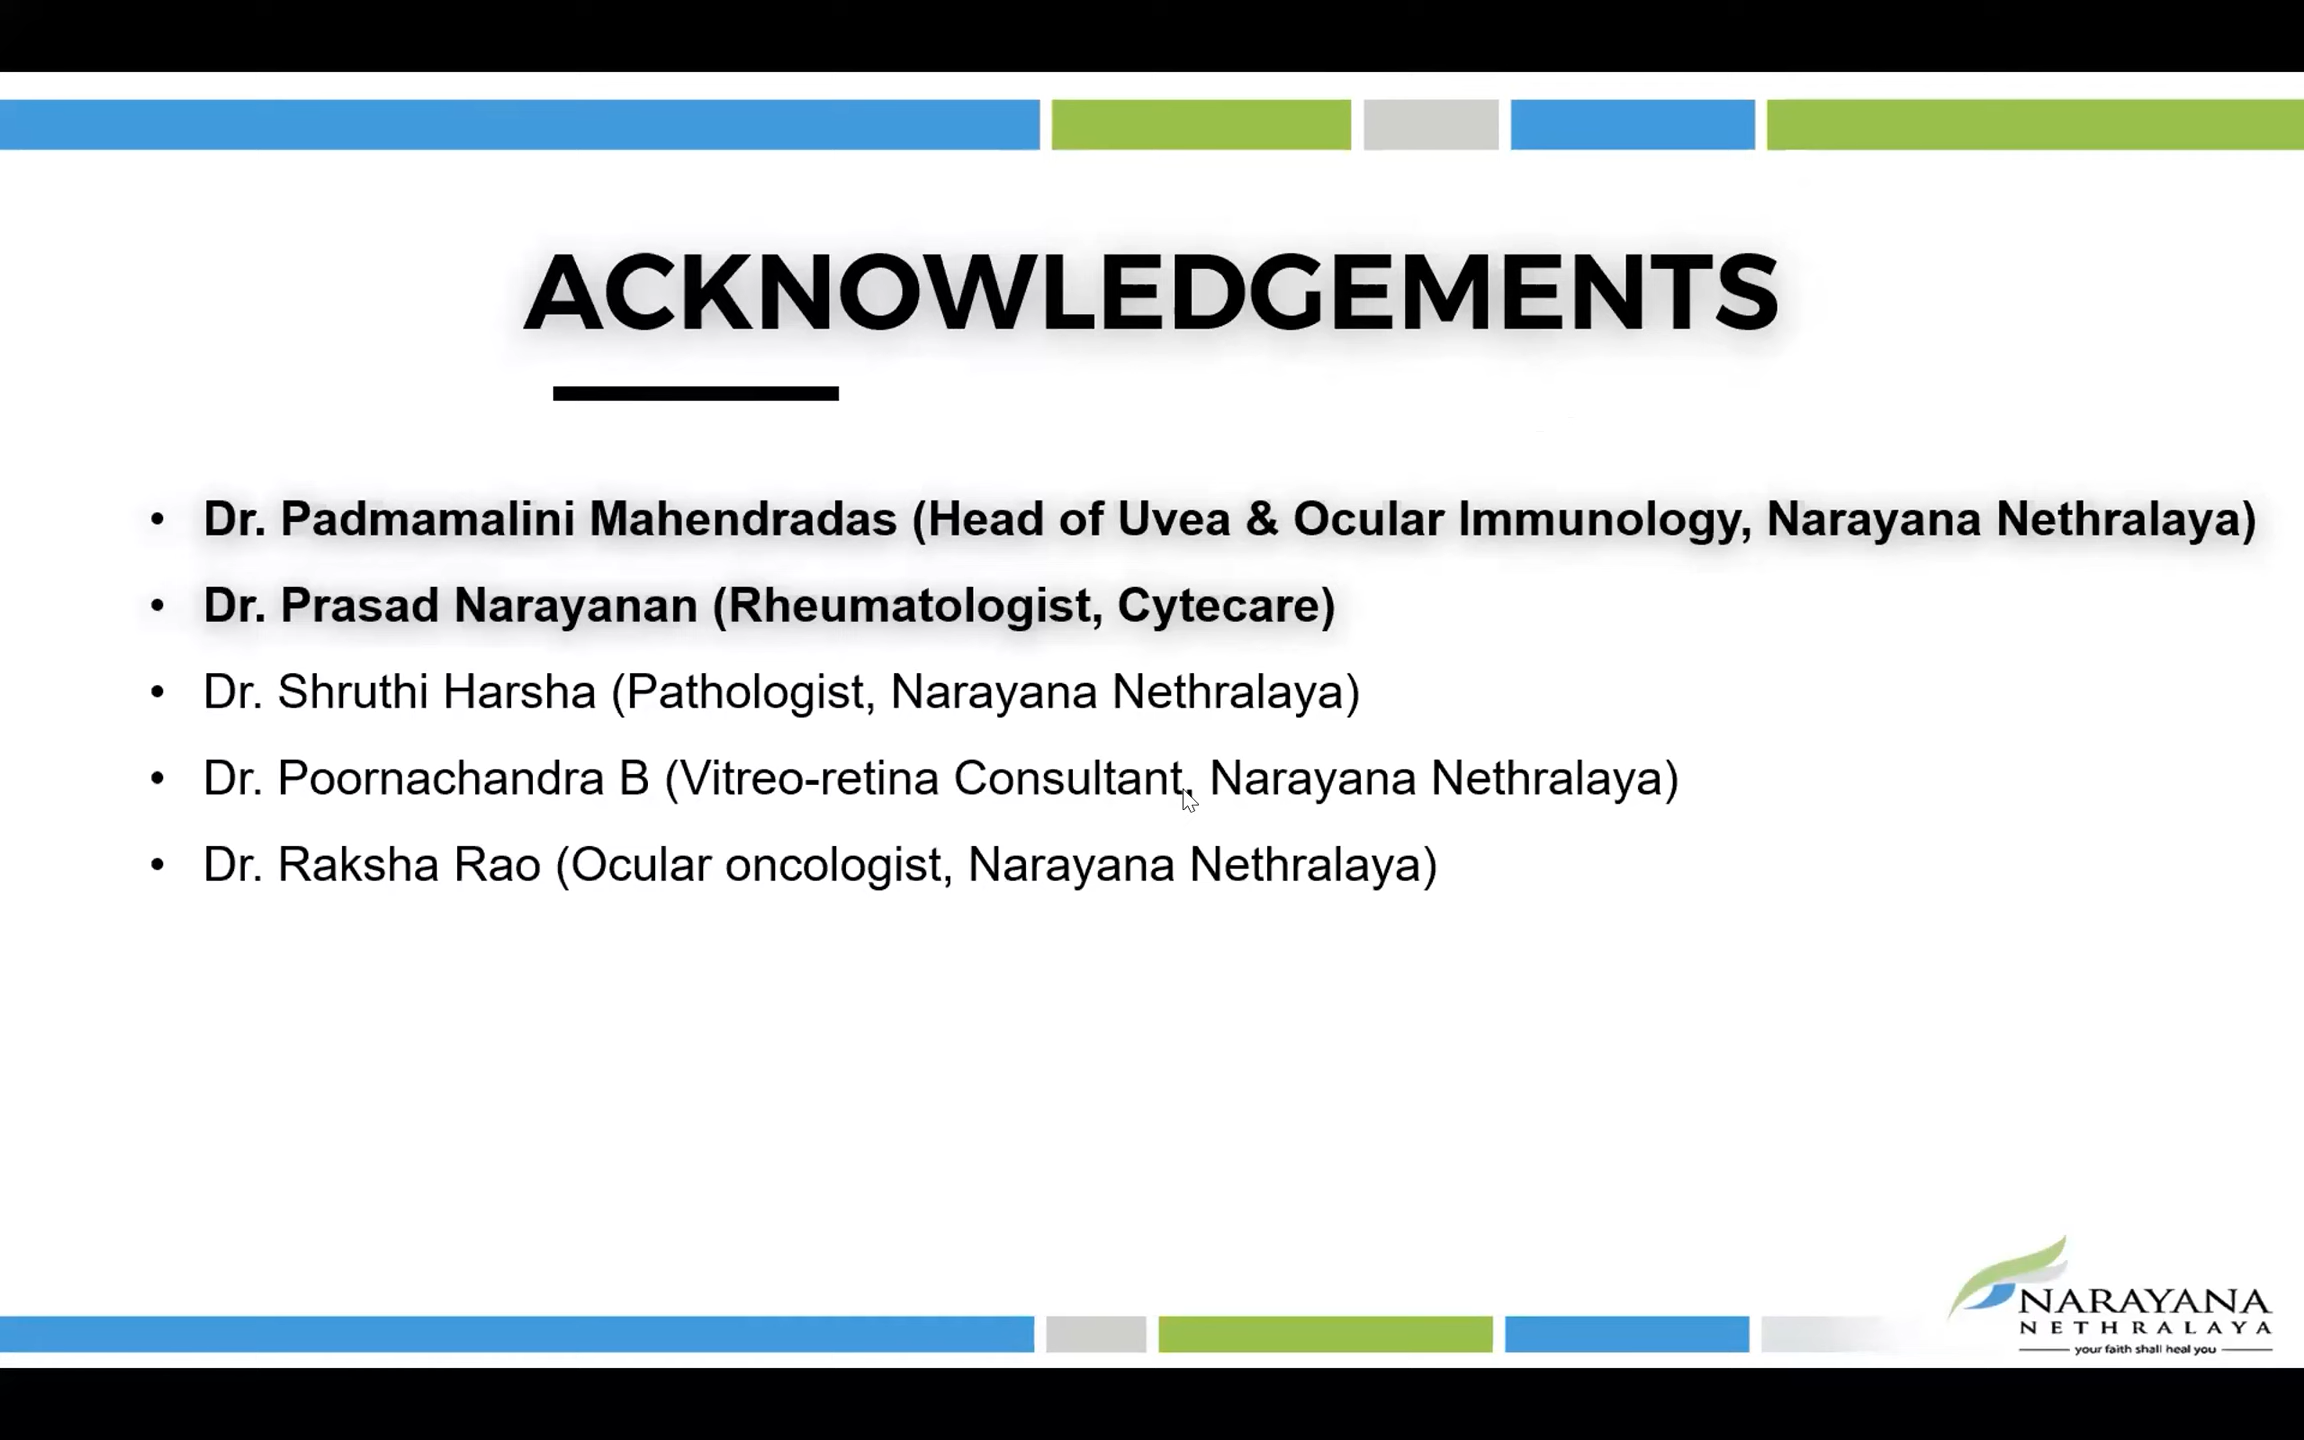 ACKNOWLEDGEMENTS
• Dr. Padmamalini Mahendradas (Head of Uvea & Ocular Immunology, Narayana Nethralaya)
• Dr. Prasad Narayanan (Rheumatologist, Cytecare)
• Dr. Shruthi Harsha (Pathologist, Narayana Nethralaya)
• Dr. Poornachandra B (Vitreo-retina Consultant, Narayana Nethralaya)
• Dr. Raksha Rao (Ocular oncologist, Narayana Nethralaya)
NARAYANA
NETHRALAYA
your faith shall heal you